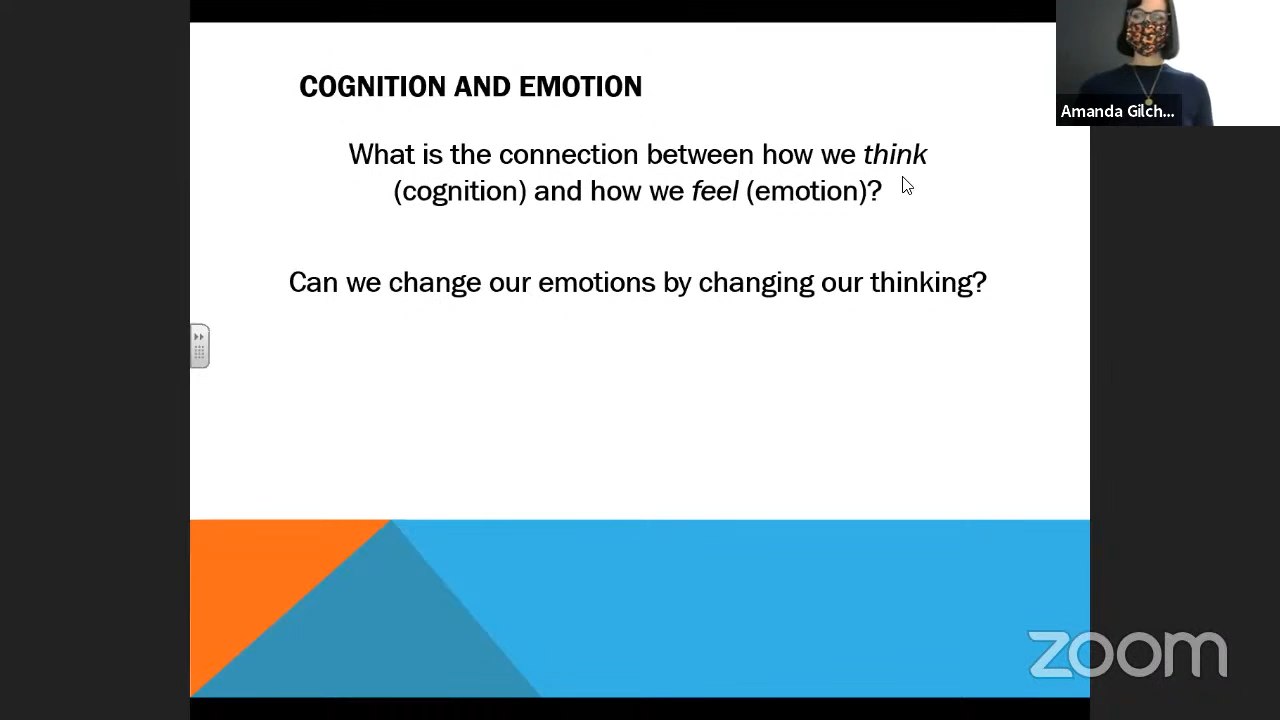 COGNITION AND EMOTION
What is the connection between how we think
(cognition) and how we feel (emotion)?
Can we change our emotions by changing our thinking?
Amanda Gilch...
zoom